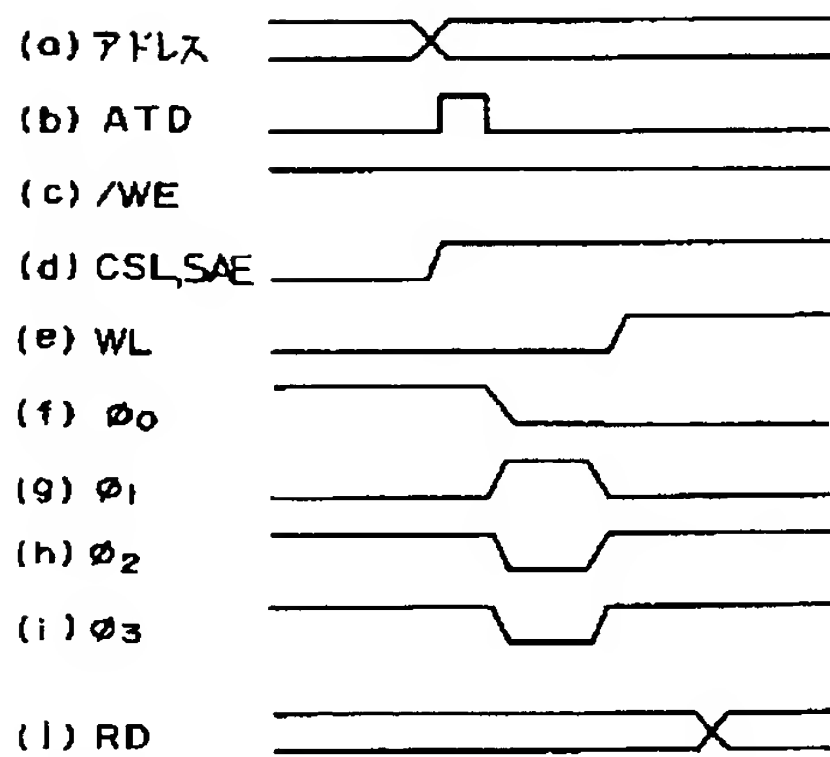 (a) アドレス
(b) ATD
(c) /WE
(d) CSL,SAE
(e) WL
(f) ø0
(g) ø1
(h) ø2
(i) ø3
(l) RD